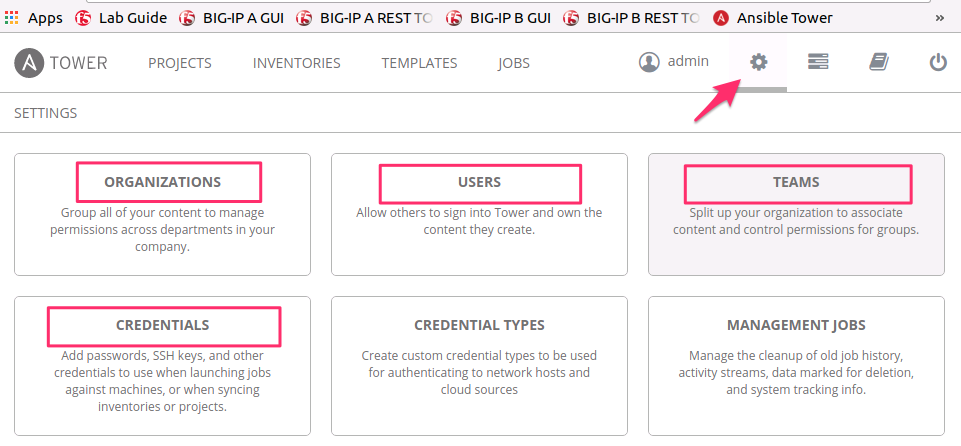 Apps Lab Guide BIG-IP A GUI BIG-IP A REST TO BIG-IP B GUI BIG-IP B REST TO Ansible Tower »
A TOWER PROJECTS INVENTORIES TEMPLATES JOBS admin
SETTINGS
ORGANIZATIONS
Group all of your content to manage
permissions across departments in your
company.
USERS
Allow others to sign into Tower and own the
content they create.
TEAMS
Split up your organization to associate
content and control permissions for groups.
CREDENTIALS
Add passwords, SSH keys, and other
credentials to use when launching jobs
against machines, or when syncing
inventories or projects.
CREDENTIAL TYPES
Create custom credential types to be used
for authenticating to network hosts and
cloud sources
MANAGEMENT JOBS
Manage the cleanup of old job history,
activity streams, data marked for deletion,
and system tracking info.